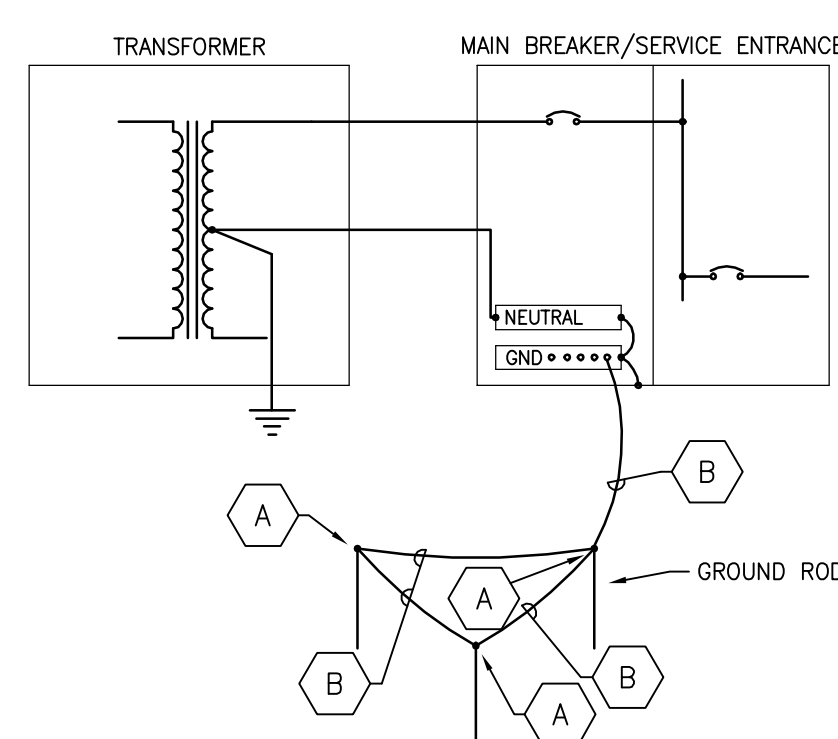 TRANSFORMER
MAIN BREAKER/SERVICE ENTRANCE
NEUTRAL
GND
B
A
A
GROUND ROD
B
B
A